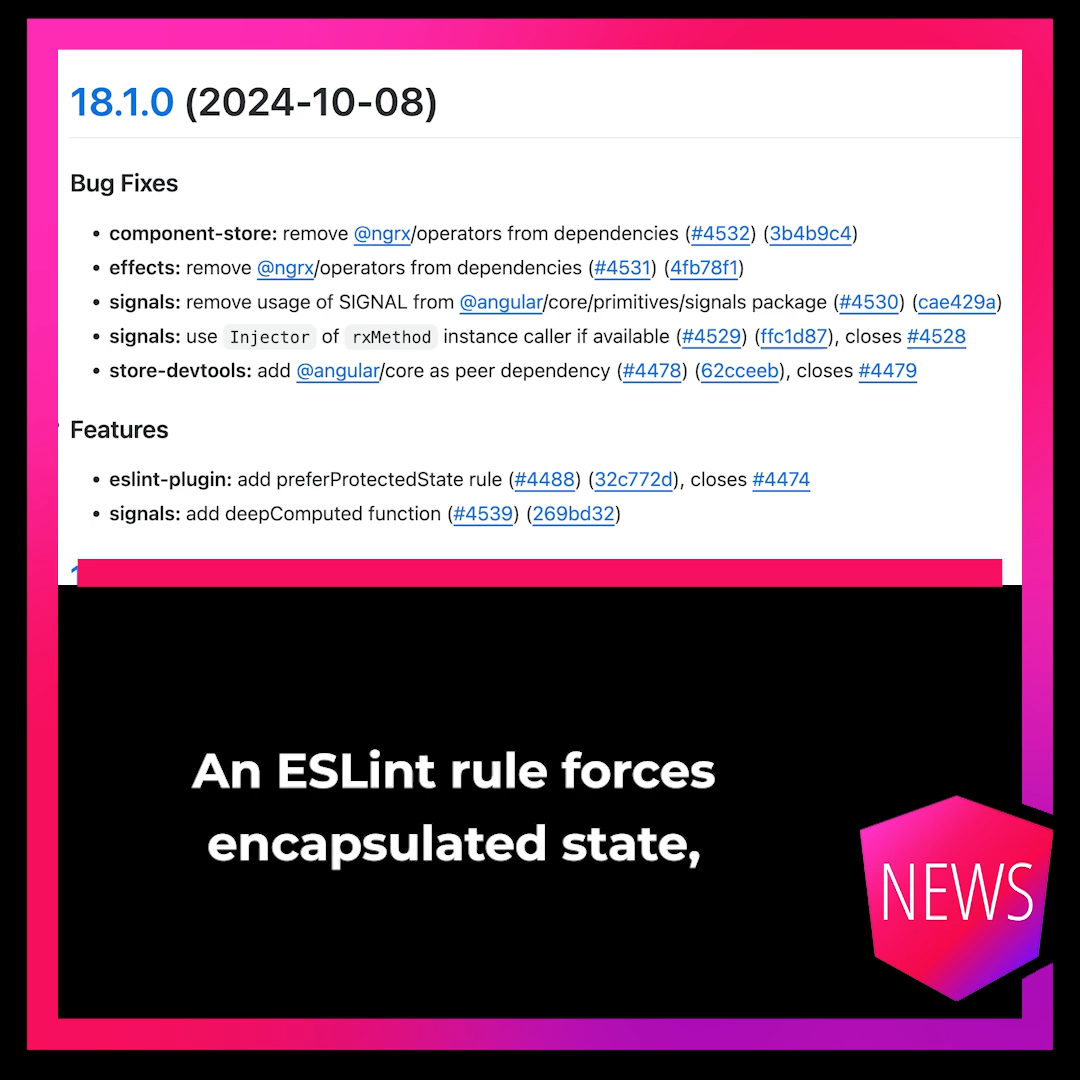 18.1.0 (2024-10-08)
Bug Fixes
• component-store: remove @ngrx/operators from dependencies (#4532) (3b4b9c4)
• effects: remove @ngrx/operators from dependencies (#4531) (4fb78f1)
• signals: remove usage of SIGNAL from @angular/core/primitives/signals package (#4530) (cae429a)
• signals: use Injector of rxMethod instance caller if available (#4529) (ffc1d87), closes #4528
• store-devtools: add @angular/core as peer dependency (#4478) (62cceeb), closes #4479
Features
• eslint-plugin: add preferProtectedState rule (#4488) (32c772d), closes #4474
• signals: add deepComputed function (#4539) (269bd32)
An ESLint rule forces
encapsulated state,
NEWS